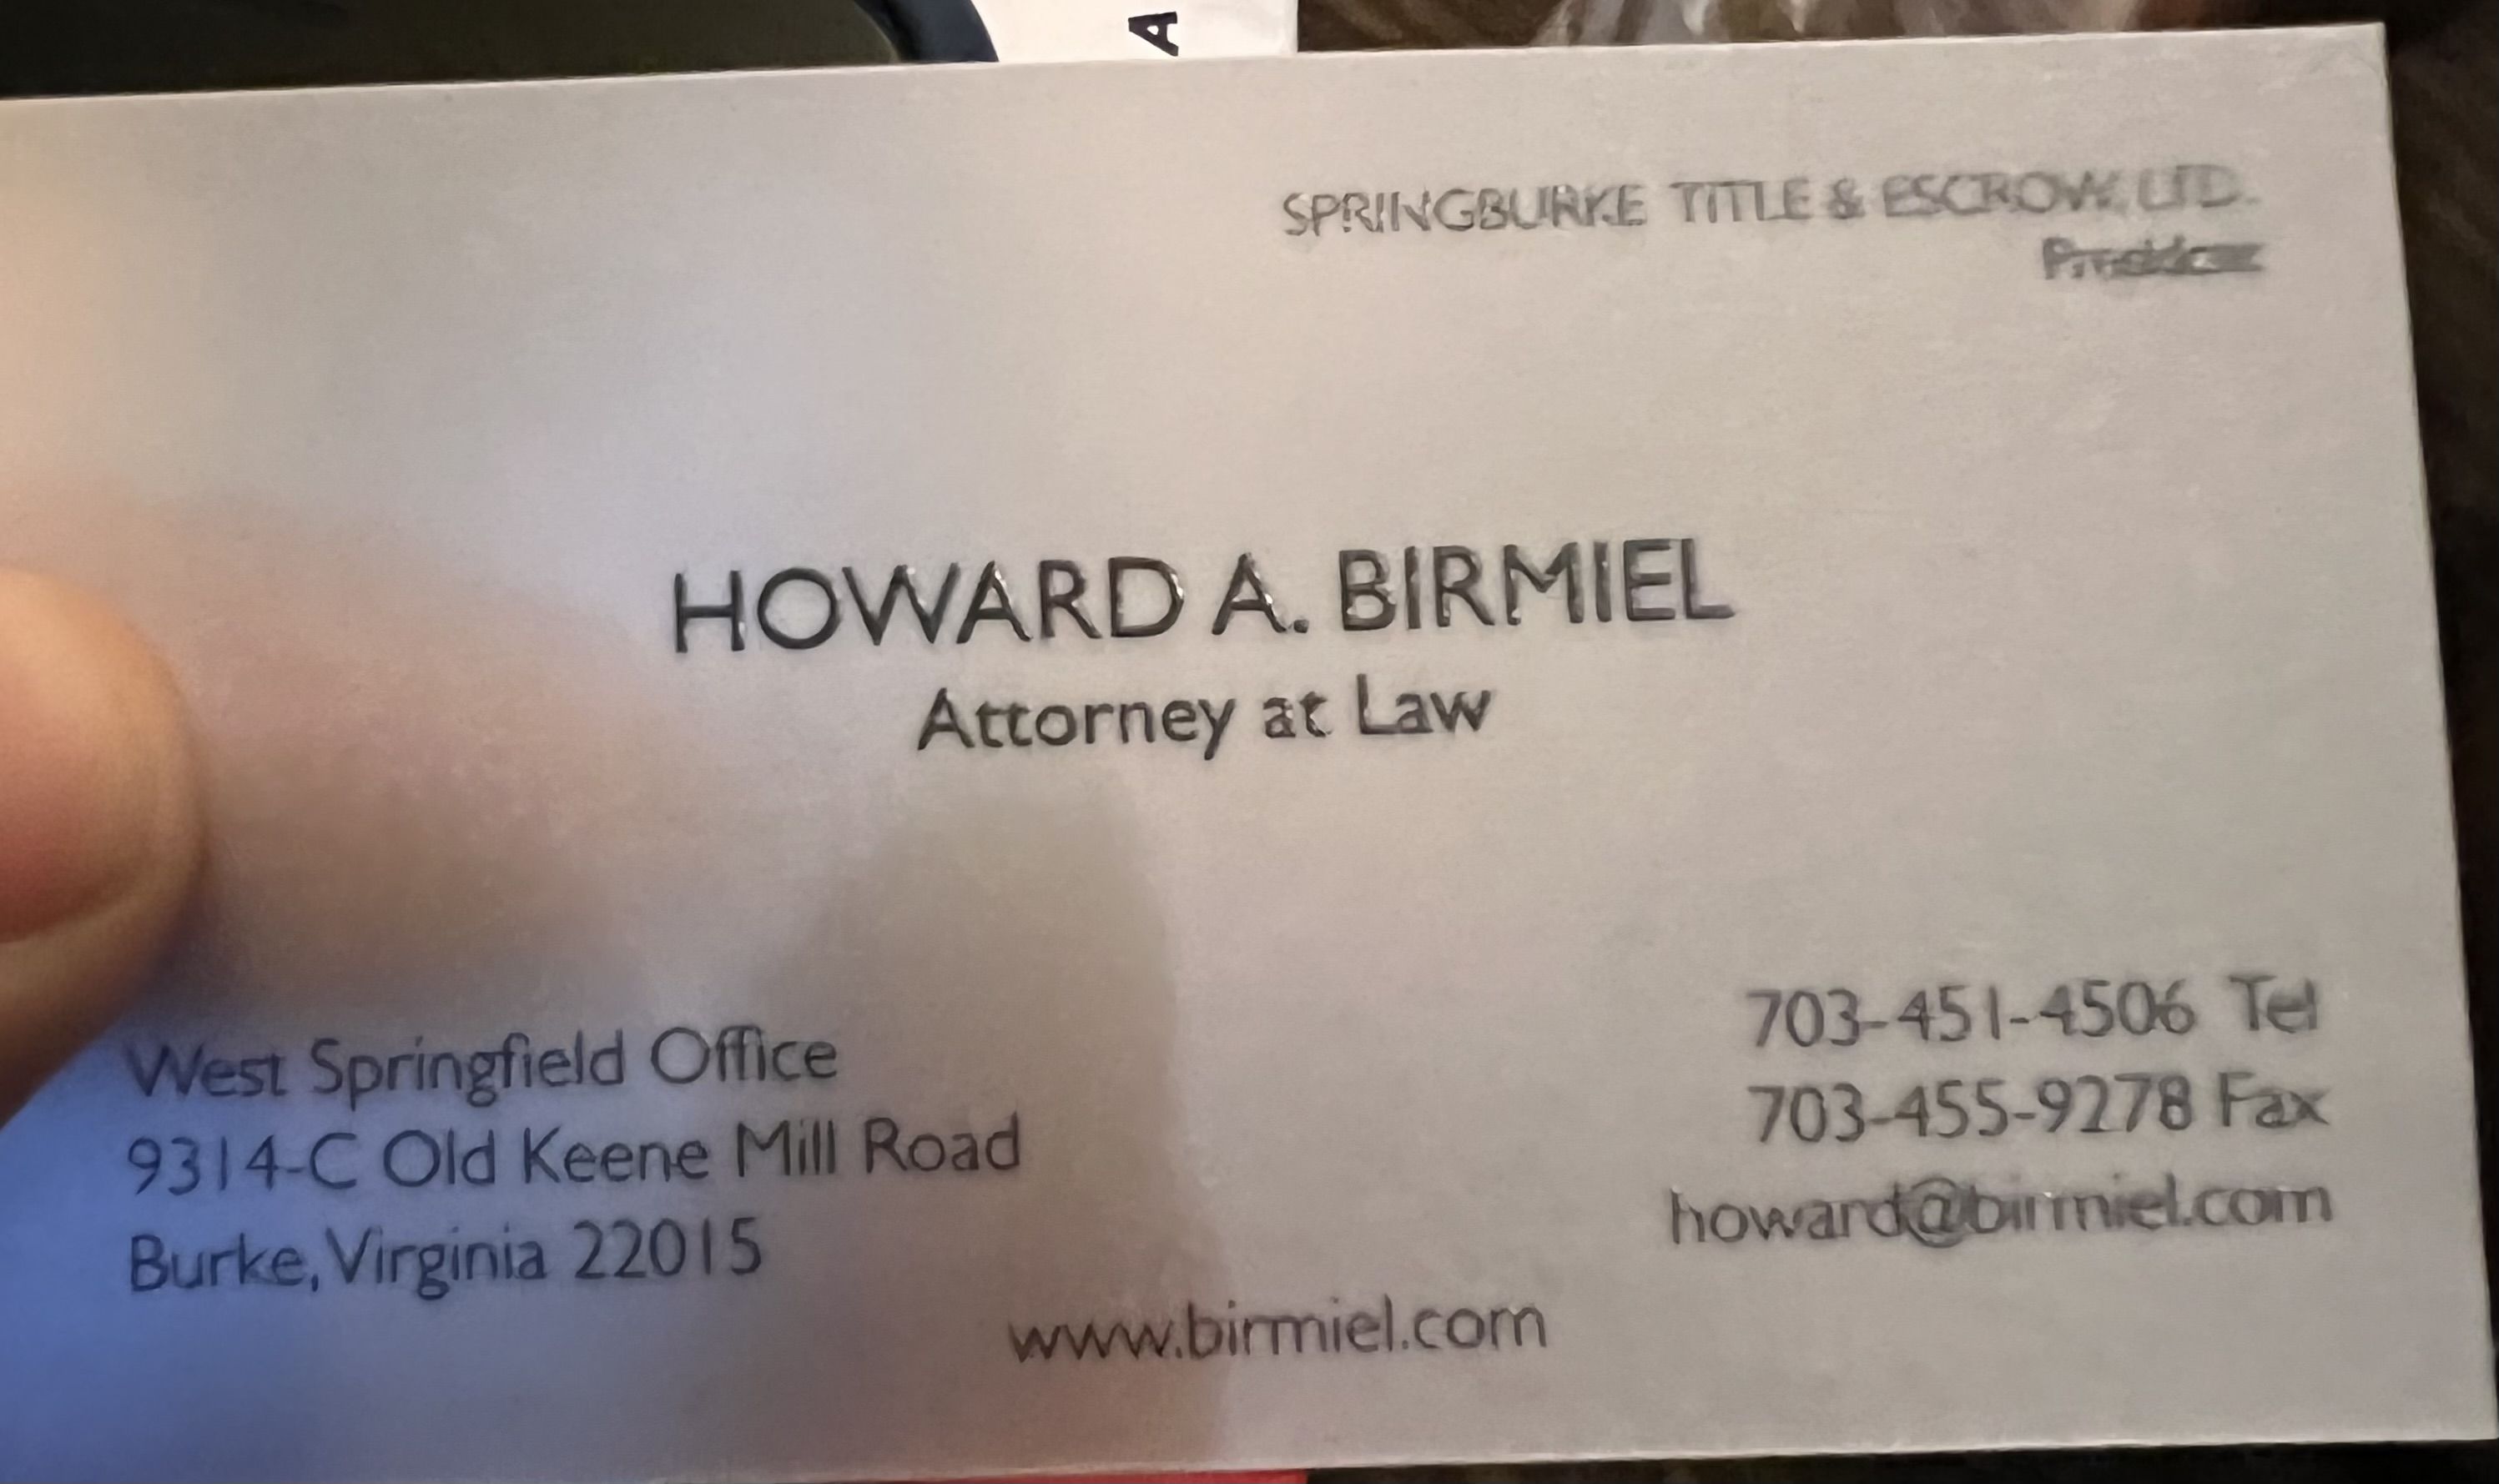 A
SPRINGBURKE TITLE & ESCROW, LTD.
HOWARD A. BIRMIEL
Attorney at Law
West Springfield Office
9314-C Old Keene Mill Road
Burke, Virginia 22015
703-451-4506 Tel
703-455-9278 Fax
howard@birmiel.com
www.birmiel.com